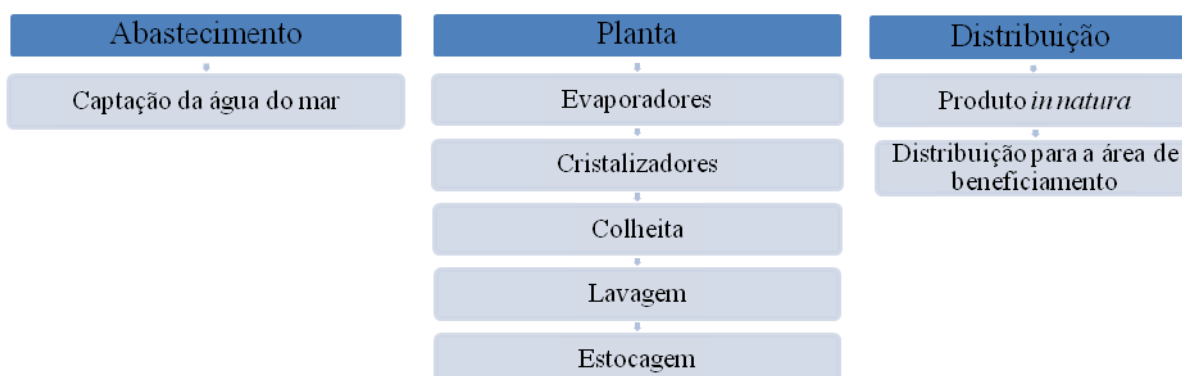 Abastecimento
Captação da água do mar
Planta
Evaporadores
Cristalizadores
Colheita
Lavagem
Estocagem
Distribuição
Produto in natura
Distribuição para a área de
beneficiamento